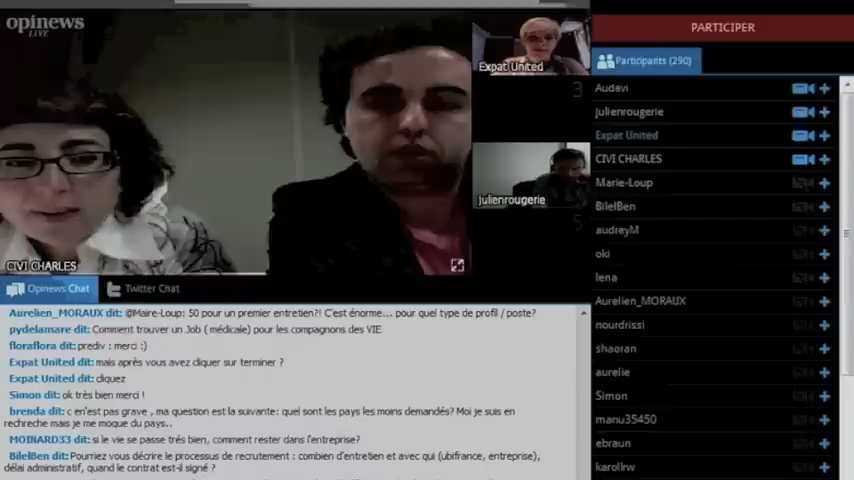 opinews
LIVE
Expat United
3
julienrougerie
5
CIVI CHARLES
Opinews Chat
Twitter Chat
Aurelien_MORAUX dit: @Maire-Loup: 50 pour un premier entretien?! C'est énorme... pour quel type de profil / poste?
pydelamare dit: Comment trouver un Job ( médicale) pour les compagnons des VIE
floraflora dit: prediv : merci :)
Expat United dit: mais après vous avez cliquer sur terminer ?
Expat United dit: cliquez
Simon dit: ok très bien merci !
brenda dit: c en'est pas grave , ma question est la suivante: quel sont les pays les moins demandés? Moi je suis en
recherche mais je me moque du pays..
MOINARD33 dit: si le vie se passe trés bien, comment rester dans l'entreprise?
BilelBen dit: Pourriez vous décrire le processus de recrutement : combien d'entretien et avec qui (ubifrance, entreprise),
délai administratif, quand le contrat est-il signé ?
PARTICIPER
Participants (290)
Audavi
julienrougerie
Expat United
CIVI CHARLES
Marie-Loup
BilelBen
audreyM
oki
lena
Aurelien_MORAUX
nourdrissi
shaoran
aurelie
Simon
manu35450
ebraun
karollrw